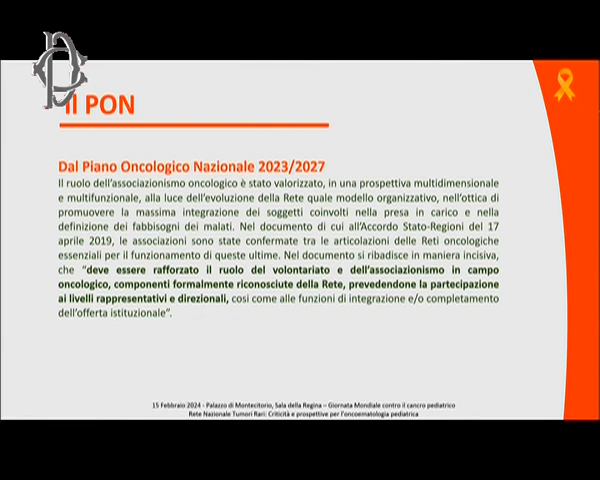 Il PON
Dal Piano Oncologico Nazionale 2023/2027
Il ruolo dell'associazionismo oncologico è stato valorizzato, in una prospettiva multidimensionale
e multifunzionale, alla luce dell'evoluzione della Rete quale modello organizzativo, nell'ottica di
promuovere la massima integrazione dei soggetti coinvolti nella presa in carico e nella
definizione dei fabbisogni dei malati. Nel documento di cui all'Accordo Stato-Regioni del 17
aprile 2019, le associazioni sono state confermate tra le articolazioni delle Reti oncologiche
essenziali per il funzionamento di queste ultime. Nel documento si ribadisce in maniera incisiva,
che "deve essere rafforzato il ruolo del volontariato e dell'associazionismo in campo
oncologico, componenti formalmente riconosciute della Rete, prevedendone la partecipazione
ai livelli rappresentativi e direzionali, così come alle funzioni di integrazione e/o completamento
dell'offerta istituzionale".
15 Febbraio 2024 - Palazzo di Montecitorio, Sala della Regina – Giornata Mondiale contro il cancro pediatrico
Rete Nazionale Tumori Rari: Criticità e prospettive per l'oncoematologia pediatrica